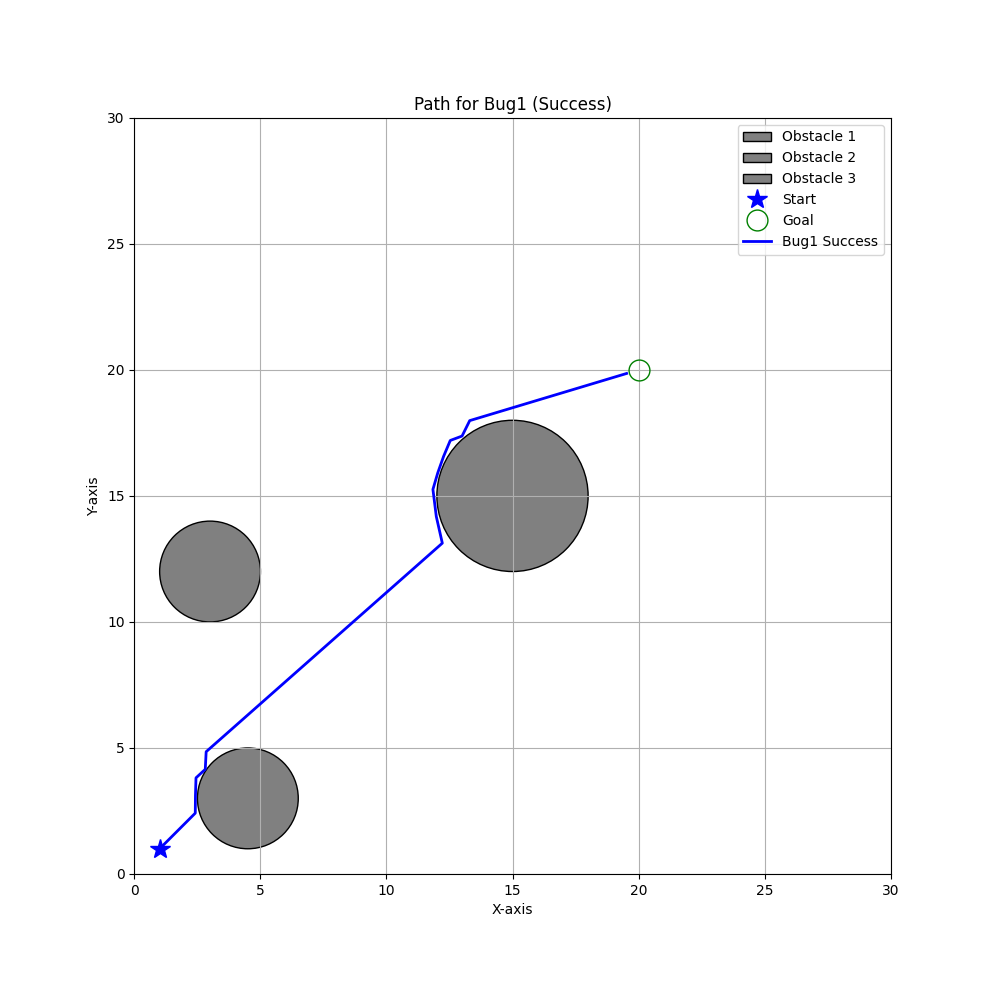 Path for Bug1 (Success)
30
25
20
15
10
5
0
Y-axis
0 5 10 15 20 25 30
X-axis
Obstacle 1
Obstacle 2
Obstacle 3
Start
Goal
Bug1 Success